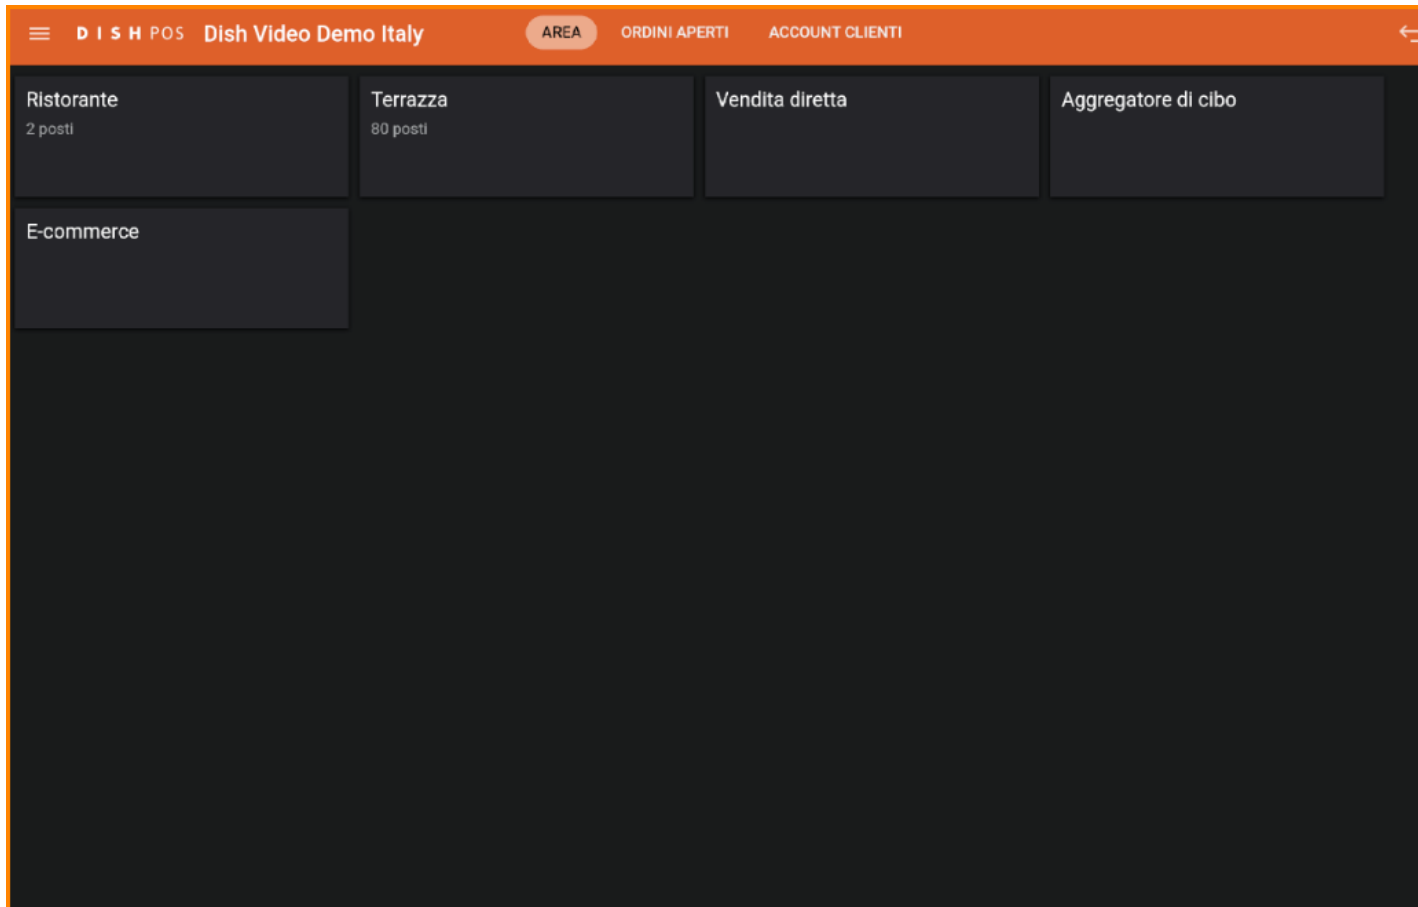 DISH POS Dish Video Demo Italy AREA ORDINI APERTI ACCOUNT CLIENTI
Ristorante
2 posti
Terrazza
80 posti
Vendita diretta
Aggregatore di cibo
E-commerce